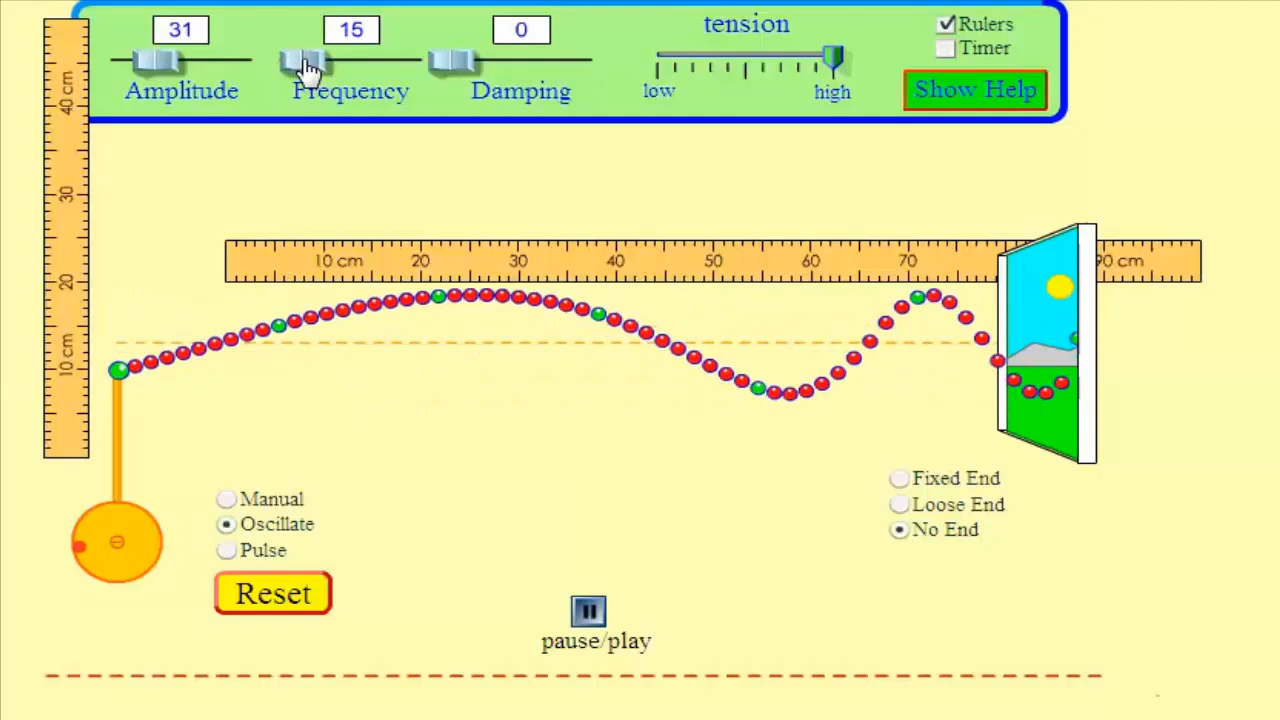 31
15
0
tension
Rulers
Timer
Amplitude
Frequency
Damping
low
high
Show Help
40 cm
30
20
10 cm
10 cm
20
30
40
50
60
70
90 cm
Manual
Oscillate
Pulse
Reset
Fixed End
Loose End
No End
pause/play